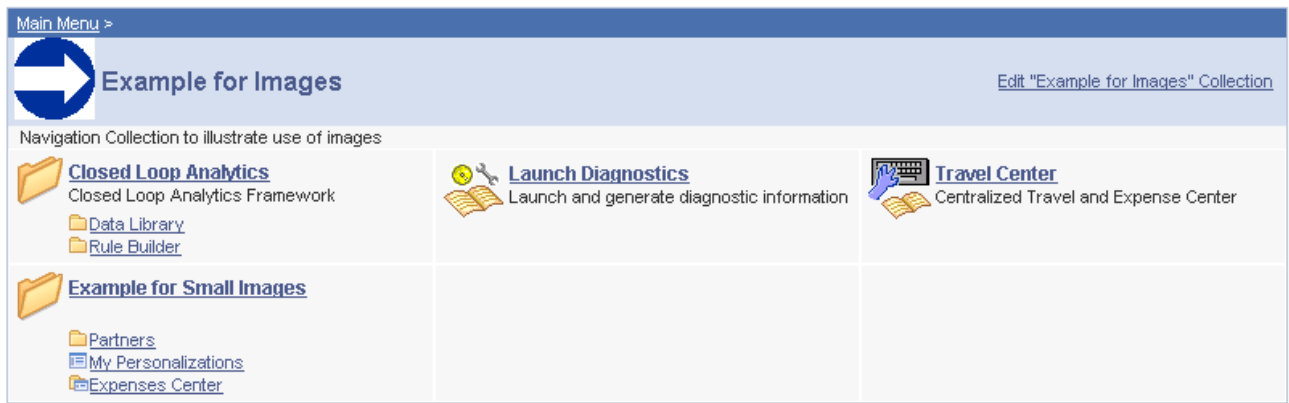 Main Menu >
Example for Images
Edit "Example for Images" Collection
Navigation Collection to illustrate use of images
Closed Loop Analytics
Closed Loop Analytics Framework
Data Library
Rule Builder
Launch Diagnostics
Launch and generate diagnostic information
Travel Center
Centralized Travel and Expense Center
Example for Small Images
Partners
My Personalizations
Expenses Center